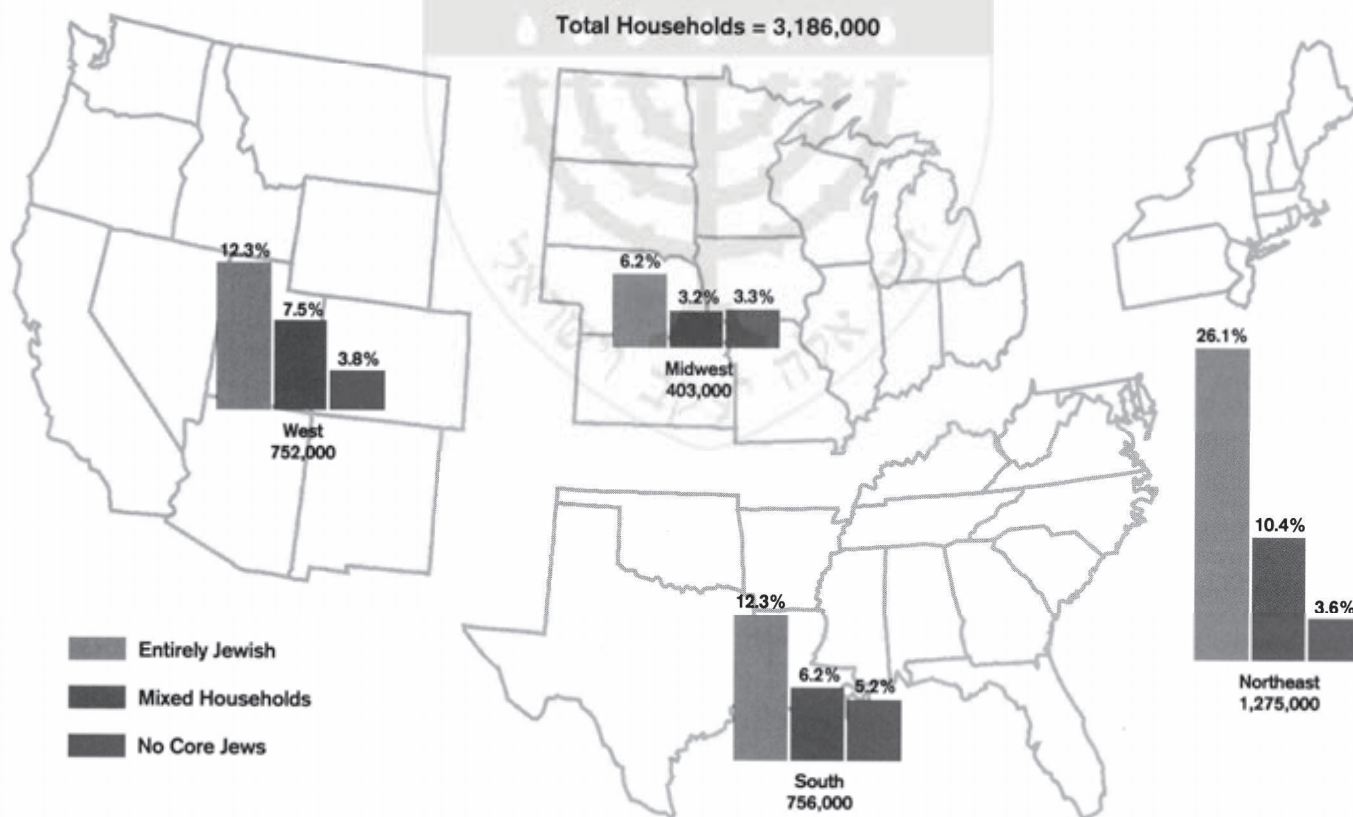 Total Households = 3,186,000
12.3%
7.5%
3.8%
West
752,000
6.2%
3.2%
3.3%
Midwest
403,000
26.1%
10.4%
3.6%
Northeast
1,275,000
12.3%
6.2%
5.2%
South
756,000
Entirely Jewish
Mixed Households
No Core Jews